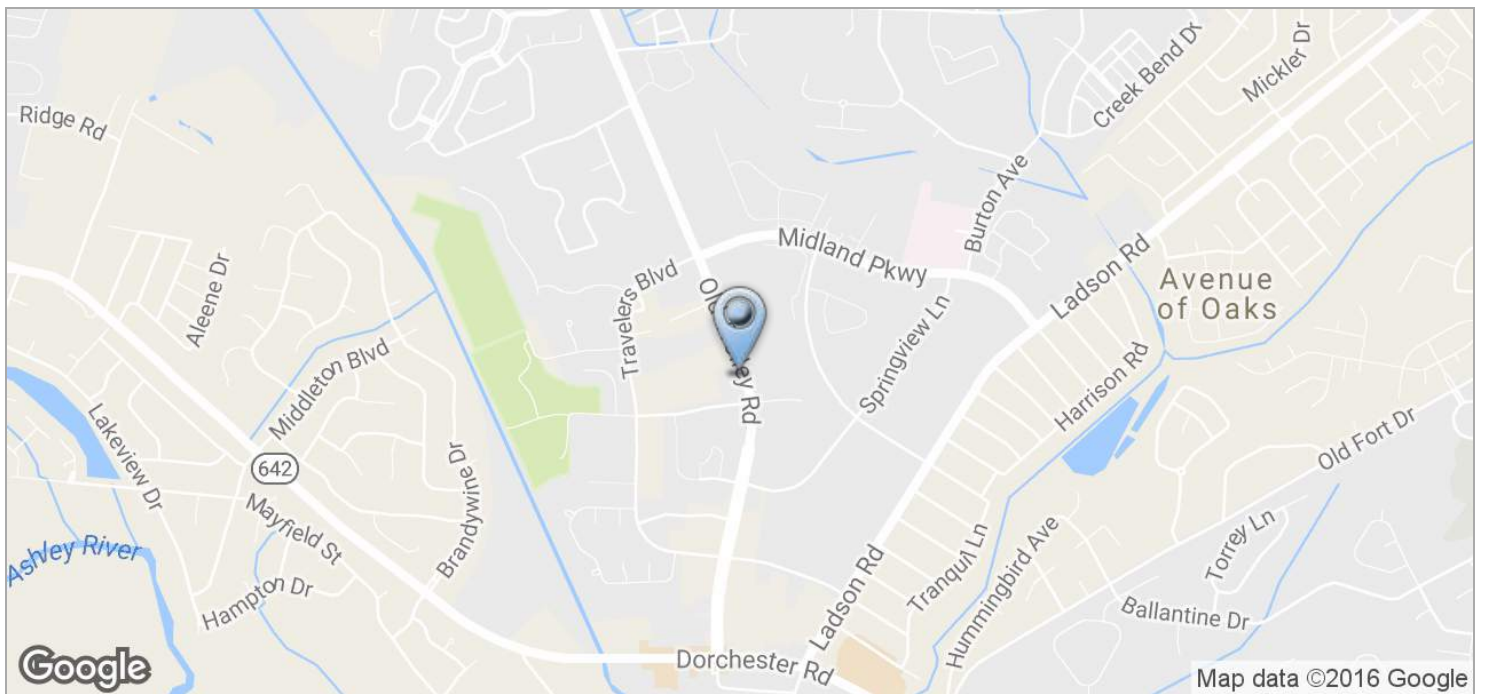 Ridge Rd
Creek Bend Dr
Mickler Dr
Burton Ave
Midland Pkwy
Ladson Rd
Avenue
of Oaks
Travelers Blvd
Aleene Dr
Middleton Blvd
Springview Ln
Harrison Rd
Rd
Lakeview Dr
642
Old Fort Dr
Mayfield St
Brandywine Dr
Ashley River
Hampton Dr
Ladson Rd
Tranquil Ln
Hummingbird Ave
Torrey Ln
Ballantine Dr
Dorchester Rd
Google
Map data ©2016 Google